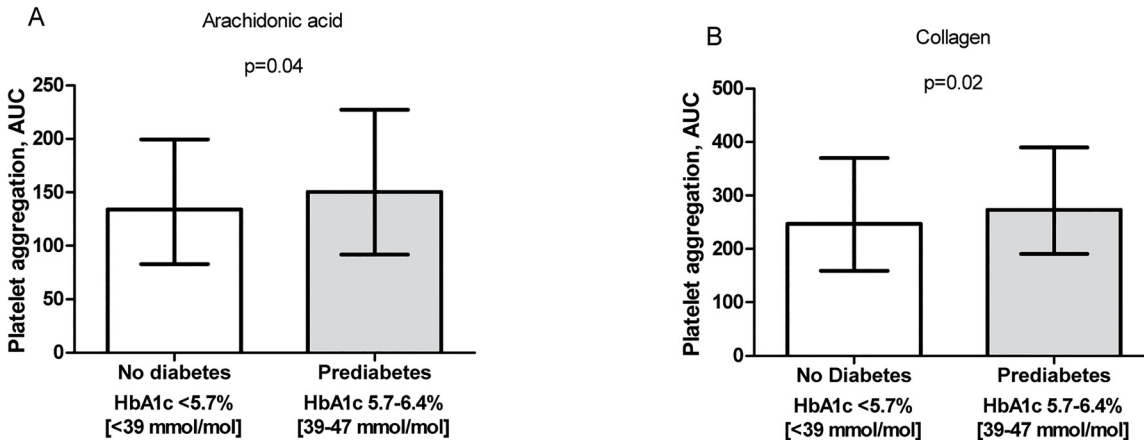 A
Arachidonic acid
p=0.04
Platelet aggregation, AUC
250
200
150
100
50
0
No diabetes
Prediabetes
HbA1c <5.7%
HbA1c 5.7-6.4%
[<39 mmol/mol]
[39-47 mmol/mol]
B
Collagen
p=0.02
Platelet aggregation, AUC
500
400
300
200
100
0
No Diabetes
Prediabetes
HbA1c <5.7%
HbA1c 5.7-6.4%
[<39 mmol/mol]
[39-47 mmol/mol]